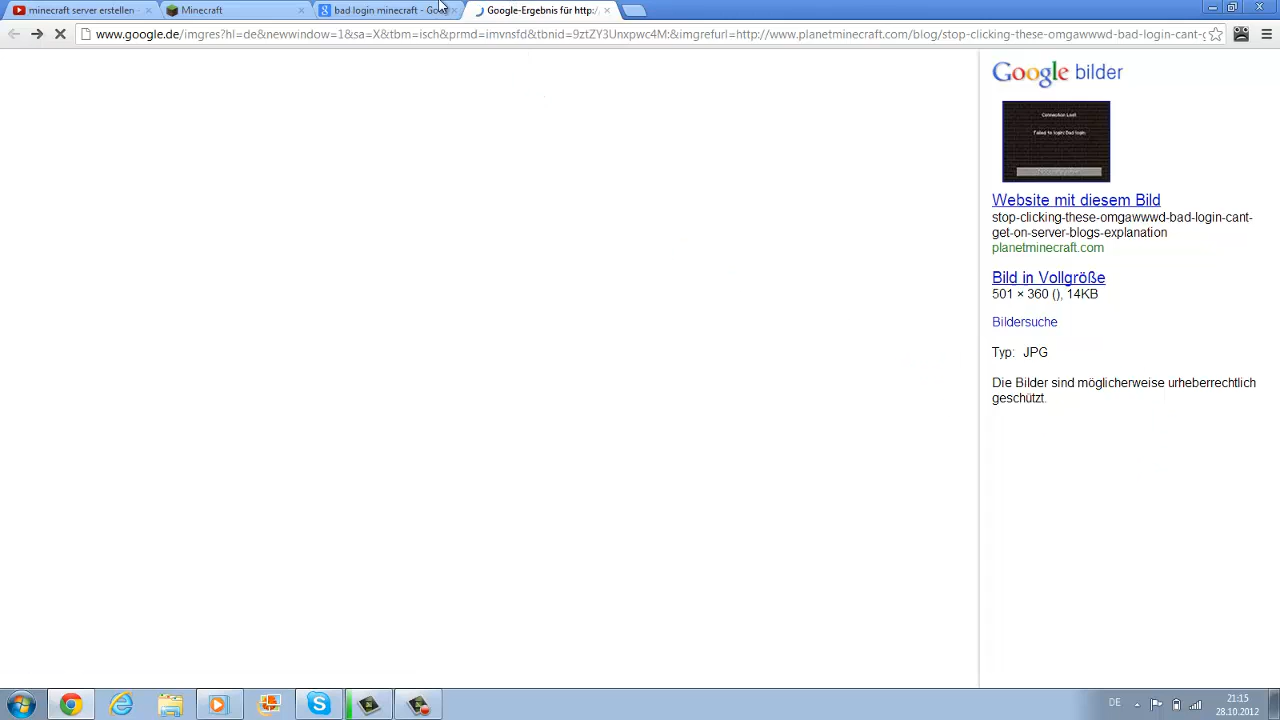 minecraft server erstellen
Minecraft
bad login minecraft - Goo
Google-Ergebnis für http:/
www.google.de/imgres?hl=de&newwindow=1&sa=X&tbm=isch&prmd=imvnsfd&tbnid=9ztZY3Unxpwc4M:&imgrefurl=http://www.planetminecraft.com/blog/stop-clicking-these-omgawwwd-bad-login-cant-g
Google bilder
Connection Lost
Failed to login: Bad login
Website mit diesem Bild
stop-clicking-these-omgawwwd-bad-login-cant-
get-on-server-blogs-explanation
planetminecraft.com
Bild in Vollgröße
501 × 360 (), 14KB
Bildersuche
Typ: JPG
Die Bilder sind möglicherweise urheberrechtlich
geschützt.
DE
21:15
28.10.2012